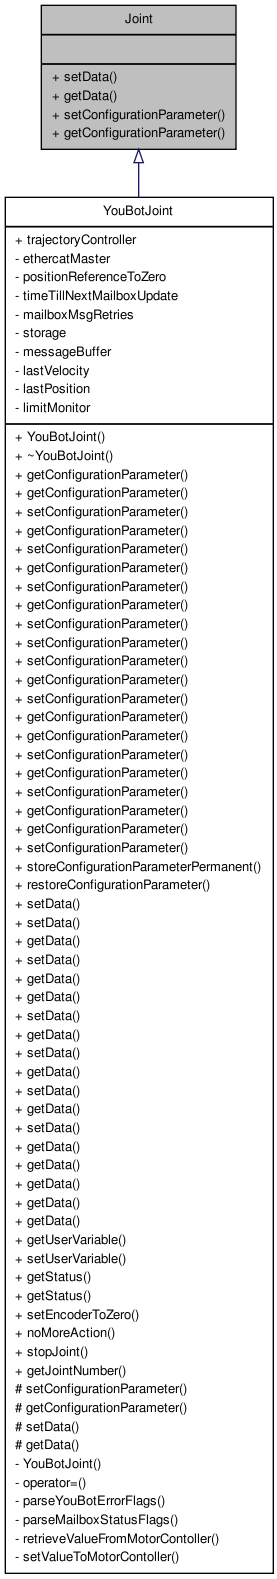 Joint
+ setData()
+ getData()
+ setConfigurationParameter()
+ getConfigurationParameter()
YouBotJoint
+ trajectoryController
- ethercatMaster
- positionReferenceToZero
- timeTillNextMailboxUpdate
- mailboxMsgRetries
- storage
- messageBuffer
- lastVelocity
- lastPosition
- limitMonitor
+ YouBotJoint()
+ ~YouBotJoint()
+ getConfigurationParameter()
+ getConfigurationParameter()
+ setConfigurationParameter()
+ getConfigurationParameter()
+ setConfigurationParameter()
+ getConfigurationParameter()
+ setConfigurationParameter()
+ getConfigurationParameter()
+ setConfigurationParameter()
+ setConfigurationParameter()
+ setConfigurationParameter()
+ getConfigurationParameter()
+ setConfigurationParameter()
+ getConfigurationParameter()
+ getConfigurationParameter()
+ setConfigurationParameter()
+ getConfigurationParameter()
+ setConfigurationParameter()
+ getConfigurationParameter()
+ getConfigurationParameter()
+ setConfigurationParameter()
+ storeConfigurationParameterPermanent()
+ restoreConfigurationParameter()
+ setData()
+ setData()
+ getData()
+ setData()
+ getData()
+ getData()
+ setData()
+ getData()
+ setData()
+ getData()
+ setData()
+ getData()
+ setData()
+ getData()
+ getData()
+ getData()
+ getData()
+ getData()
+ getUserVariable()
+ setUserVariable()
+ getStatus()
+ getStatus()
+ setEncoderToZero()
+ noMoreAction()
+ stopJoint()
+ getJointNumber()
# setConfigurationParameter()
# getConfigurationParameter()
# setData()
# getData()
- YouBotJoint()
- operator=()
- parseYouBotErrorFlags()
- parseMailboxStatusFlags()
- retrieveValueFromMotorContoller()
- setValueToMotorContoller()